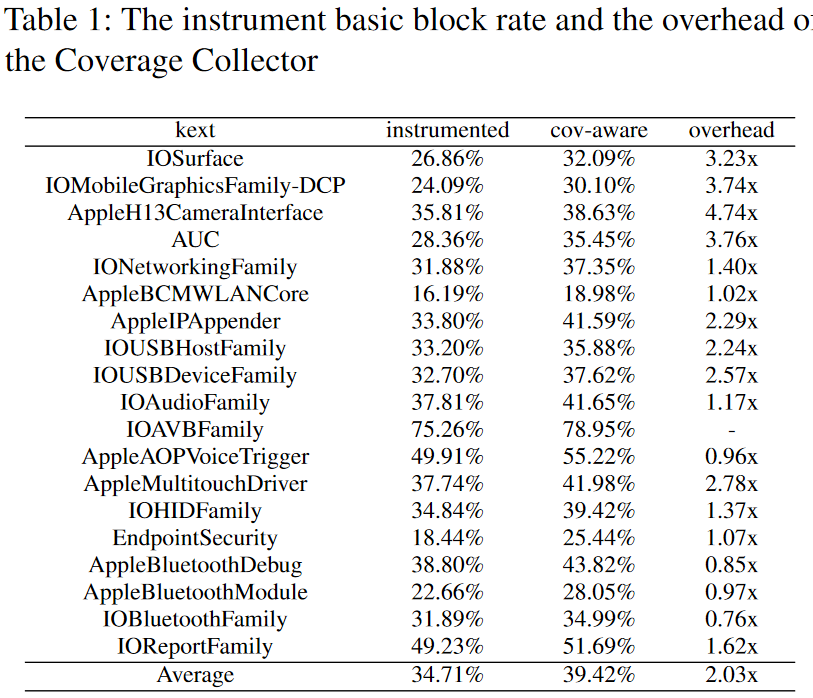 Table 1: The instrument basic block rate and the overhead of
the Coverage Collector
kext instrumented cov-aware overhead
IOSurface 26.86% 32.09% 3.23x
IOMobileGraphicsFamily-DCP 24.09% 30.10% 3.74x
AppleH13CameraInterface 35.81% 38.63% 4.74x
AUC 28.36% 35.45% 3.76x
IONetworkingFamily 31.88% 37.35% 1.40x
AppleBCMWLANCore 16.19% 18.98% 1.02x
AppleIPAppender 33.80% 41.59% 2.29x
IOUSBHostFamily 33.20% 35.88% 2.24x
IOUSBDeviceFamily 32.70% 37.62% 2.57x
IOAudioFamily 37.81% 41.65% 1.17x
IOAVBFamily 75.26% 78.95% -
AppleAOPVoiceTrigger 49.91% 55.22% 0.96x
AppleMultitouchDriver 37.74% 41.98% 2.78x
IOHIDFamily 34.84% 39.42% 1.37x
EndpointSecurity 18.44% 25.44% 1.07x
AppleBluetoothDebug 38.80% 43.82% 0.85x
AppleBluetoothModule 22.66% 28.05% 0.97x
IOBluetoothFamily 31.89% 34.99% 0.76x
IOReportFamily 49.23% 51.69% 1.62x
Average 34.71% 39.42% 2.03x